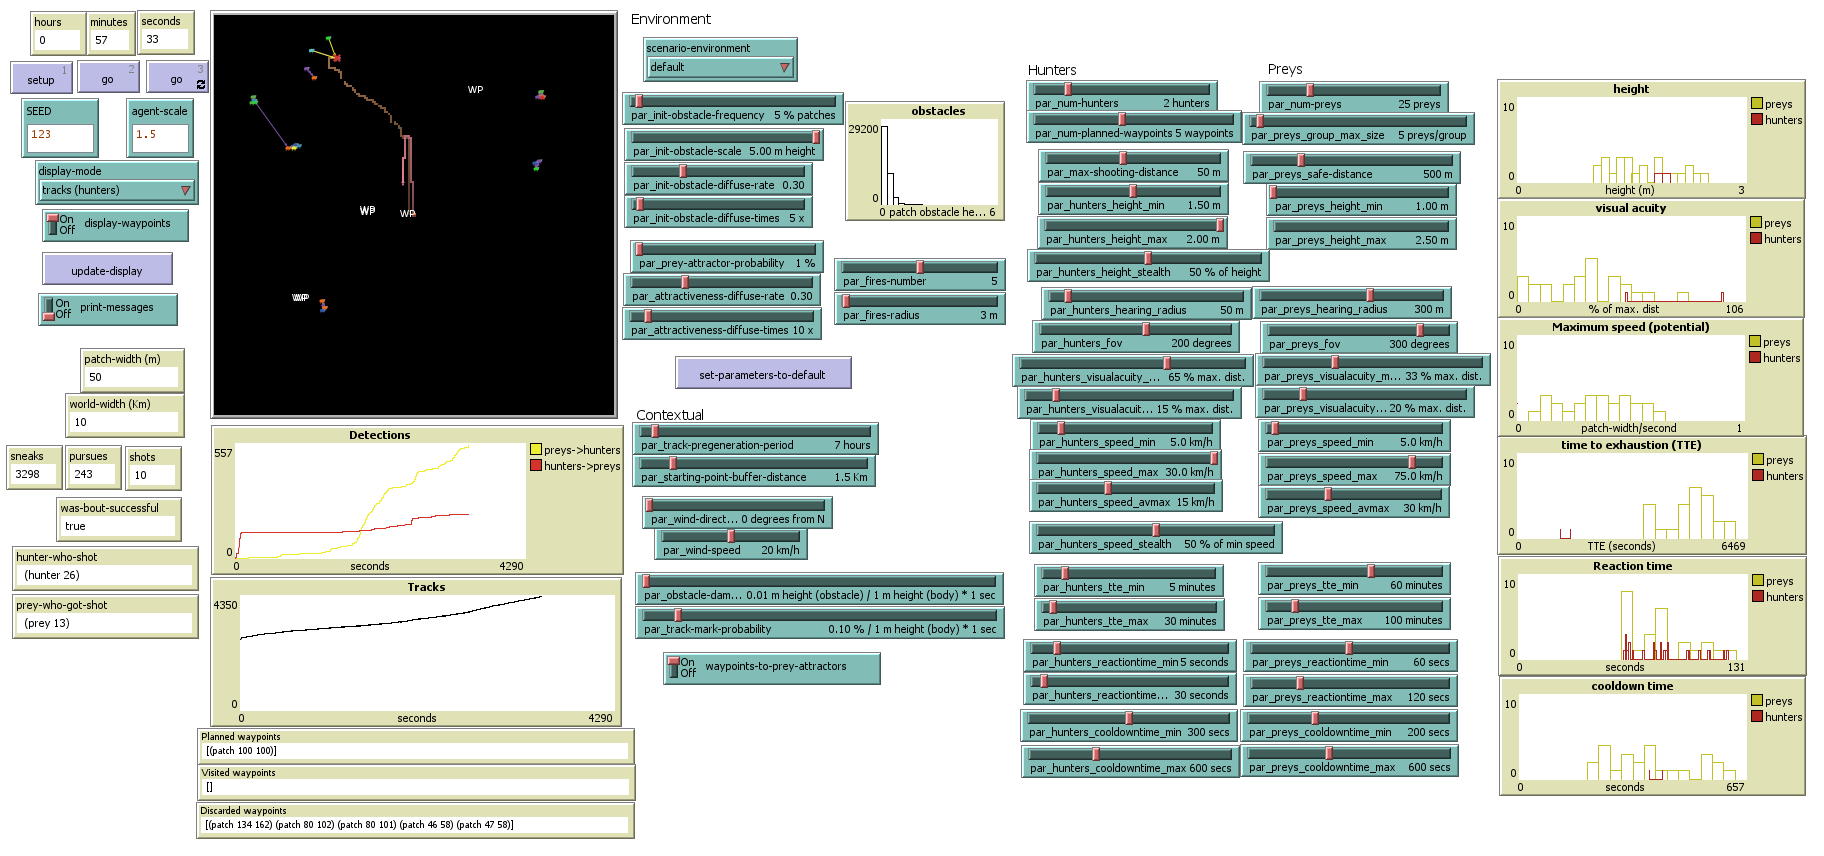 hours
0
minutes
57
seconds
33
setup
1
go
2
go
3
SEED
123
agent-scale
1.5
display-mode
tracks (hunters)
On
Off
display-waypoints
update-display
On
Off
print-messages
patch-width (m)
50
world-width (Km)
10
sneaks
3298
pursues
243
shots
10
was-bout-successful
true
hunter-who-shot
(hunter 26)
prey-who-got-shot
(prey 13)
WP
WP
WP
Detections
557
0
0
seconds
4290
preys->hunters
hunters->preys
Tracks
4350
0
0
seconds
4290
Planned waypoints
[(patch 100 100)]
Visited waypoints
[]
Discarded waypoints
[(patch 134 162) (patch 80 102) (patch 80 101) (patch 46 58) (patch 47 58)]
Environment
scenario-environment
default
par_init-obstacle-frequency 5 % patches
par_init-obstacle-scale 5.00 m height
par_init-obstacle-diffuse-rate 0.30
par_init-obstacle-diffuse-times 5 x
par_prey-attractor-probability 1 %
par_attractiveness-diffuse-rate 0.30
par_attractiveness-diffuse-times 10 x
obstacles
29200
0
0 patch obstacle he... 6
par_fires-number 5
par_fires-radius 3 m
set-parameters-to-default
Contextual
par_track-pregeneration-period 7 hours
par_starting-point-buffer-distance 1.5 Km
par_wind-direct... 0 degrees from N
par_wind-speed 20 km/h
par_obstacle-dam... 0.01 m height (obstacle) / 1 m height (body) * 1 sec
par_track-mark-probability 0.10 % / 1 m height (body) * 1 sec
On
Off
waypoints-to-prey-attractors
Hunters
par_num-hunters 2 hunters
par_num-planned-waypoints 5 waypoints
par_max-shooting-distance 50 m
par_hunters_height_min 1.50 m
par_hunters_height_max 2.00 m
par_hunters_height_stealth 50 % of height
par_hunters_hearing_radius 50 m
par_hunters_fov 200 degrees
par_hunters_visualacuity_... 65 % max. dist.
par_hunters_visualacuit... 15 % max. dist.
par_hunters_speed_min 5.0 km/h
par_hunters_speed_max 30.0 km/h
par_hunters_speed_avmax 15 km/h
par_hunters_speed_stealth 50 % of min speed
par_hunters_tte_min 5 minutes
par_hunters_tte_max 30 minutes
par_hunters_reactiontime_min 5 seconds
par_hunters_reactiontime... 30 seconds
par_hunters_cooldowntime_min 300 secs
par_hunters_cooldowntime_max 600 secs
Preys
par_num-preys 25 preys
par_preys_group_max_size 5 preys/group
par_preys_safe-distance 500 m
par_preys_height_min 1.00 m
par_preys_height_max 2.50 m
par_preys_hearing_radius 300 m
par_preys_fov 300 degrees
par_preys_visualacuity_m... 33 % max. dist.
par_preys_visualacuity... 20 % max. dist.
par_preys_speed_min 5.0 km/h
par_preys_speed_max 75.0 km/h
par_preys_speed_avmax 30 km/h
par_preys_tte_min 60 minutes
par_preys_tte_max 100 minutes
par_preys_reactiontime_min 60 secs
par_preys_reactiontime_max 120 secs
par_preys_cooldowntime_min 200 secs
par_preys_cooldowntime_max 600 secs
height
10
0
0
height (m)
3
preys
hunters
visual acuity
10
0
0
% of max. dist
106
preys
hunters
Maximum speed (potential)
10
0
0
patch-width/second
1
preys
hunters
time to exhaustion (TTE)
10
0
0
TTE (seconds)
6469
preys
hunters
Reaction time
10
0
0
seconds
131
preys
hunters
cooldown time
10
0
0
seconds
657
preys
hunters